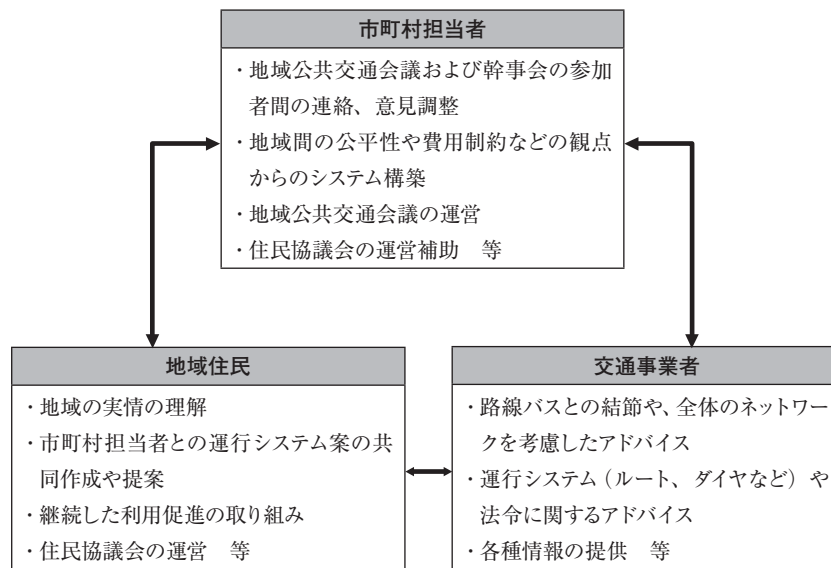 市町村担当者
・地域公共交通会議および幹事会の参加
者間の連絡、意見調整
・地域間の公平性や費用制約などの観点
からのシステム構築
・地域公共交通会議の運営
・住民協議会の運営補助　等
地域住民
・地域の実情の理解
・市町村担当者との運行システム案の共
同作成や提案
・継続した利用促進の取り組み
・住民協議会の運営　等
交通事業者
・路線バスとの結節や、全体のネットワー
クを考慮したアドバイス
・運行システム（ルート、ダイヤなど）や
法令に関するアドバイス
・各種情報の提供　等